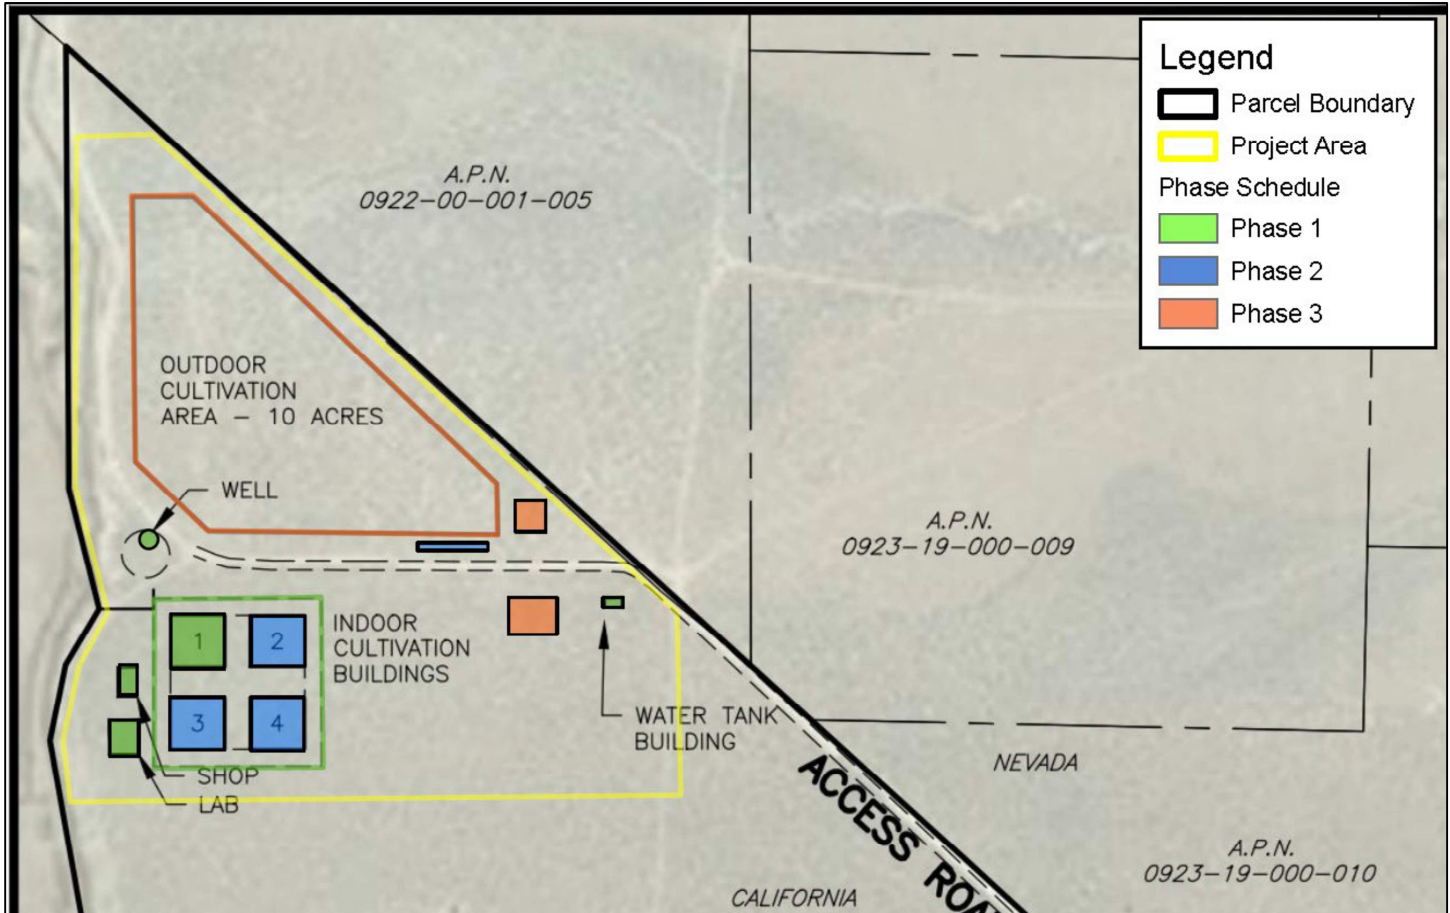 Legend
Parcel Boundary
Project Area
Phase Schedule
Phase 1
Phase 2
Phase 3
A.P.N.
0922-00-001-005
OUTDOOR
CULTIVATION
AREA - 10 ACRES
WELL
A.P.N.
0923-19-000-009
1
2
3
4
INDOOR
CULTIVATION
BUILDINGS
WATER TANK
BUILDING
SHOP
LAB
NEVADA
ACCESS ROA
A.P.N.
0923-19-000-010
CALIFORNIA